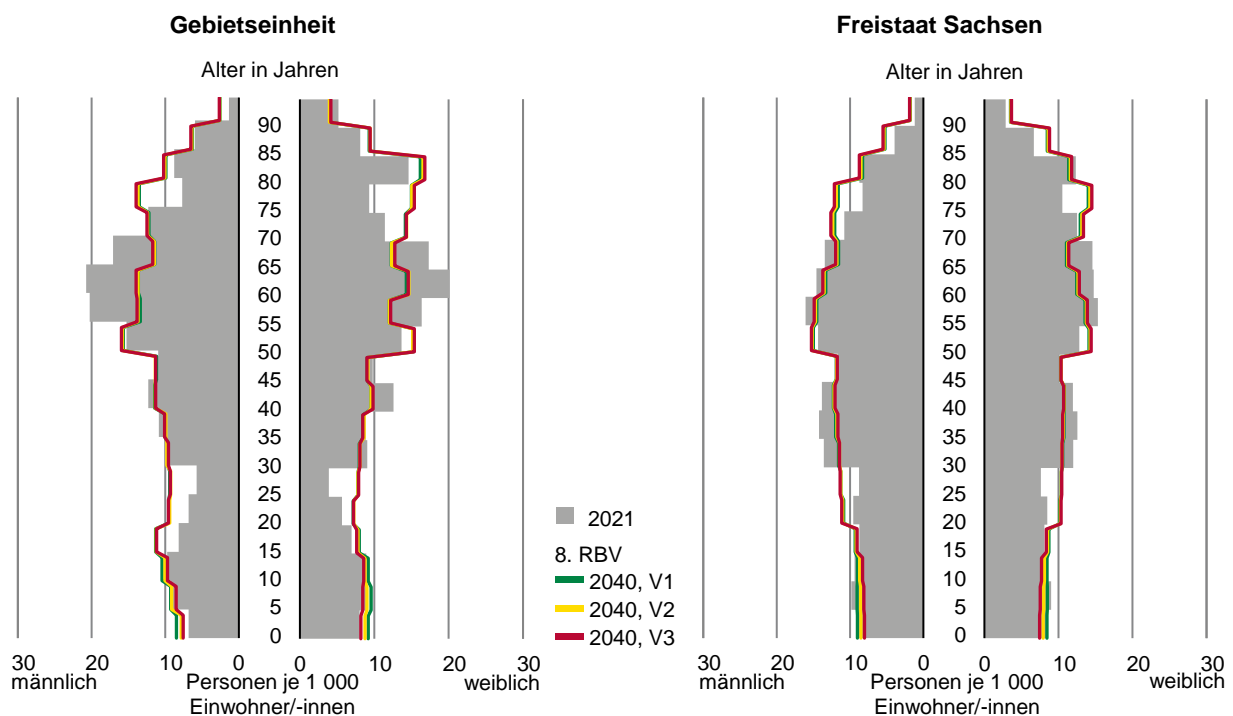 Gebietseinheit
Alter in Jahren
90
85
80
75
70
65
60
55
50
45
40
35
30
25
20
15
10
5
0
30 20 10 0 0 10 20 30
männlich Personen je 1 000 weiblich
Einwohner/-innen
2021
8. RBV
2040, V1
2040, V2
2040, V3
Freistaat Sachsen
Alter in Jahren
90
85
80
75
70
65
60
55
50
45
40
35
30
25
20
15
10
5
0
30 20 10 0 0 10 20 30
männlich Personen je 1 000 weiblich
Einwohner/-innen